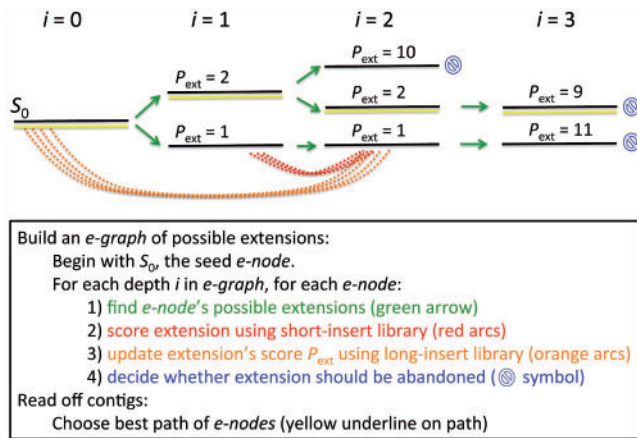 i = 0 i = 1 i = 2 i = 3
P_ext = 10
P_ext = 2
S_0 P_ext = 2 P_ext = 9
P_ext = 1 P_ext = 1 P_ext = 11
Build an e-graph of possible extensions:
Begin with S_0, the seed e-node.
For each depth i in e-graph, for each e-node:
1) find e-node's possible extensions (green arrow)
2) score extension using short-insert library (red arcs)
3) update extension's score P_ext using long-insert library (orange arcs)
4) decide whether extension should be abandoned ( symbol)
Read off contigs:
Choose best path of e-nodes (yellow underline on path)